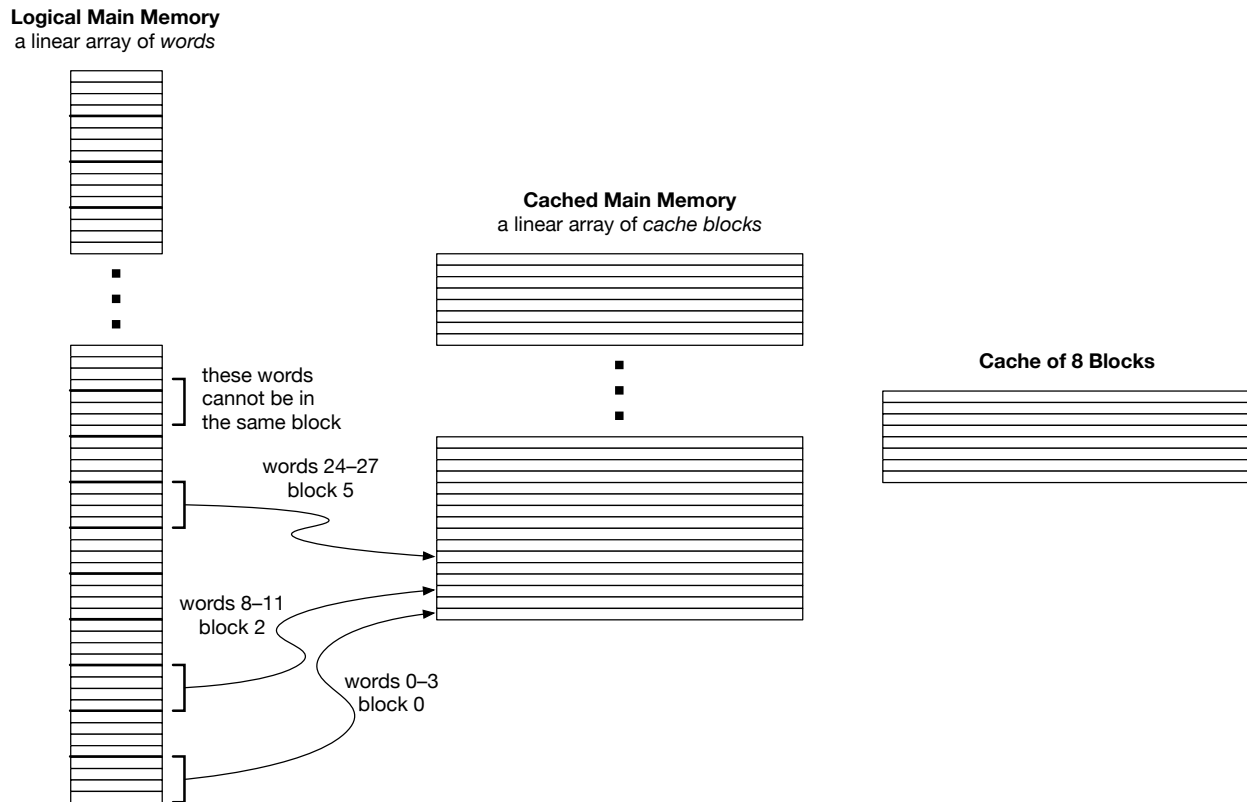 Logical Main Memory
a linear array of words
Cached Main Memory
a linear array of cache blocks
Cache of 8 Blocks
these words
cannot be in
the same block
words 24–27
block 5
words 8–11
block 2
words 0–3
block 0